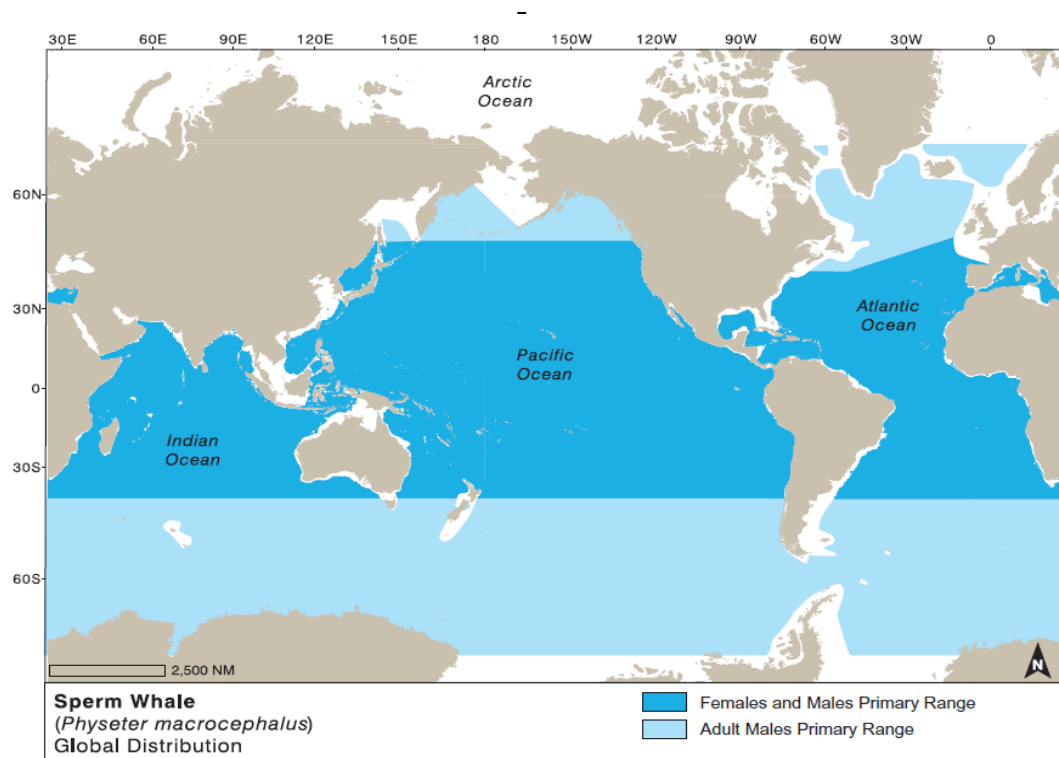 30E 60E 90E 120E 150E 180 150W 120W 90W 60W 30W 0
Arctic
Ocean
60N
30N
Atlantic
Ocean
Pacific
Ocean
0
Indian
Ocean
30S
60S
2,500 NM
N
Sperm Whale
(Physeter macrocephalus)
Global Distribution
Females and Males Primary Range
Adult Males Primary Range